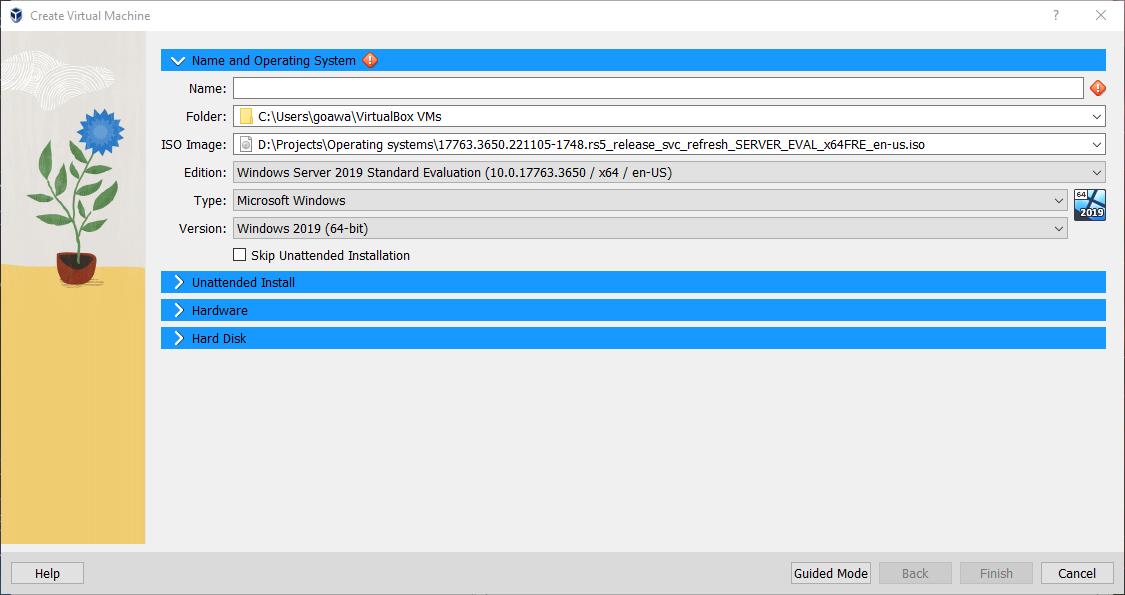 Create Virtual Machine ?
Name and Operating System
Name:
Folder: C:\Users\goawa\VirtualBox VMs
ISO Image: D:\Projects\Operating systems\17763.3650.221105-1748.rs5_release_svc_refresh_SERVER_EVAL_x64FRE_en-us.iso
Edition: Windows Server 2019 Standard Evaluation (10.0.17763.3650 / x64 / en-US)
Type: Microsoft Windows
64
2019
Version: Windows 2019 (64-bit)
Skip Unattended Installation
Unattended Install
Hardware
Hard Disk
Help Guided Mode Back Finish Cancel